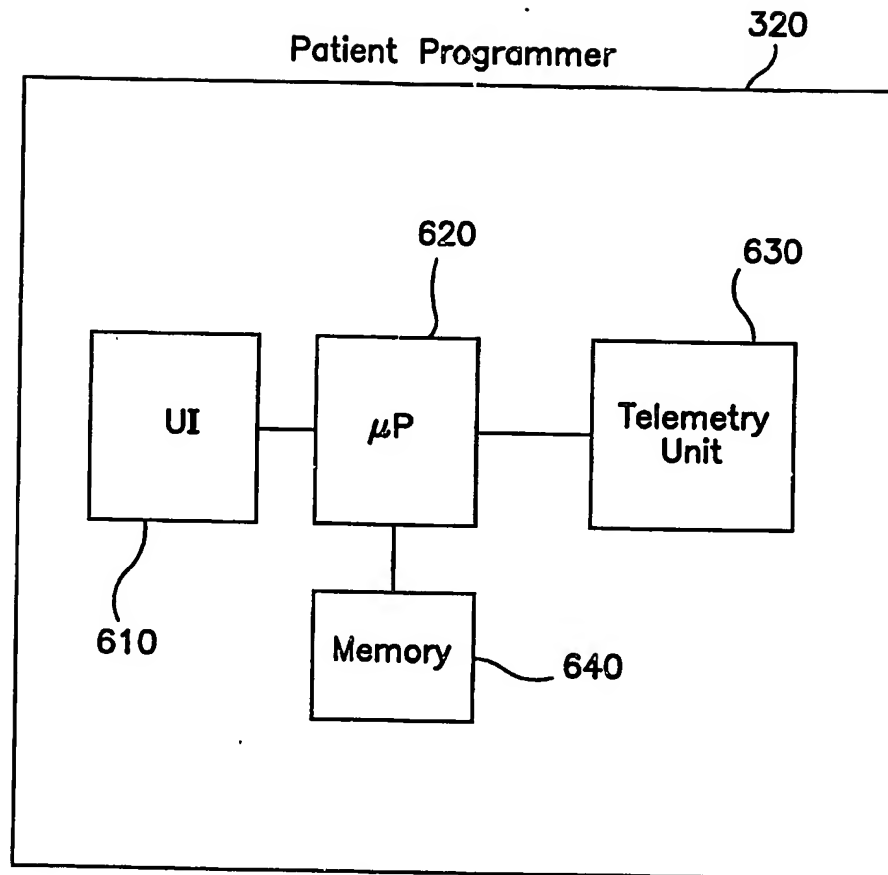 320
Patient Programmer
620
630
UI
μP
Telemetry
Unit
610
Memory
640